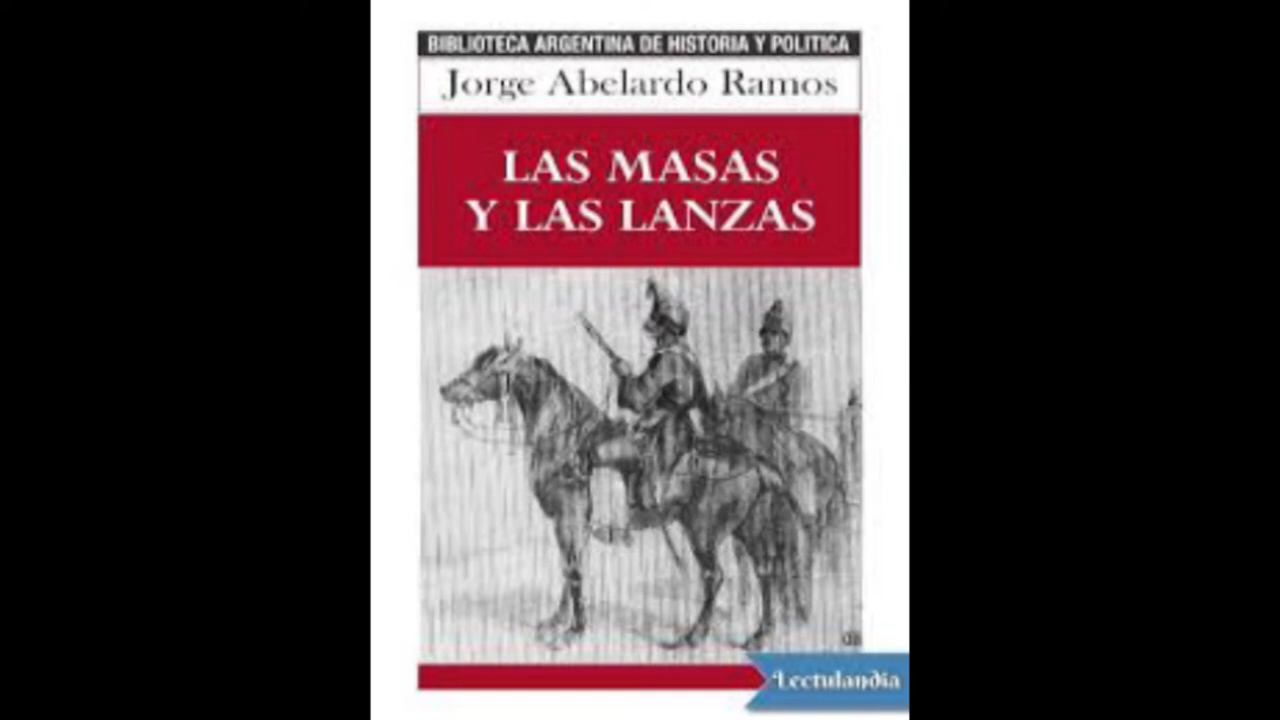 BIBLIOTECA ARGENTINA DE HISTORIA Y POLITICA
Jorge Abelardo Ramos
LAS MASAS
Y LAS LANZAS
Lectulandia